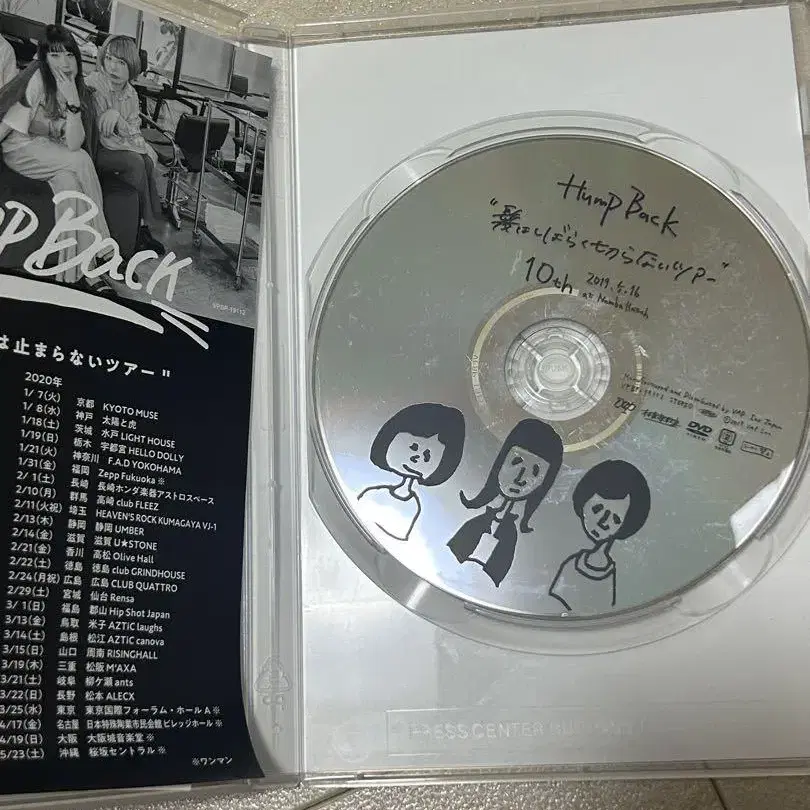 P BACK
VPBP-19112
は止まらないツアー"
2020年
1/ 7(火) 京都 KYOTO MUSE
1/ 8(水) 神戸 太陽と虎
1/18(土) 茨城 水戸 LIGHT HOUSE
1/19(日) 栃木 宇都宮 HELLO DOLLY
1/21(火) 神奈川 F.A.D YOKOHAMA
1/31(金) 福岡 Zepp Fukuoka ※
2/ 1(土) 長崎 長崎ホンダ楽器アストロスペース
2/10(月) 群馬 高崎 club FLEEZ
2/11(火祝) 埼玉 HEAVEN'S ROCK KUMAGAYA VJ-1
2/13(木) 静岡 静岡 UMBER
2/14(金) 滋賀 滋賀 U★STONE
2/21(金) 香川 高松 Olive Hall
2/22(土) 徳島 徳島 club GRINDHOUSE
2/24(月祝) 広島 広島 CLUB QUATTRO
2/29(土) 宮城 仙台 Rensa
3/ 1(日) 福島 郡山 Hip Shot Japan
3/13(金) 鳥取 米子 AZTiC laughs
3/14(土) 島根 松江 AZTiC canova
3/15(日) 山口 周南 RISINGHALL
3/19(木) 三重 松阪 M'AXA
3/21(土) 岐阜 柳ケ瀬 ants
3/22(日) 長野 松本 ALECX
3/25(水) 東京 東京国際フォーラム・ホールA ※
4/17(金) 名古屋 日本特殊陶業市民会館ビレッジホール ※
4/19(日) 大阪 大阪城音楽堂 ※
5/23(土) 沖縄 桜坂セントラル ※
※ワンマン
Hump Back
"髪はしばらく切らないツアー"
10th 2019.5.16
at Namba Hatch
DVD
PRESS CENTER